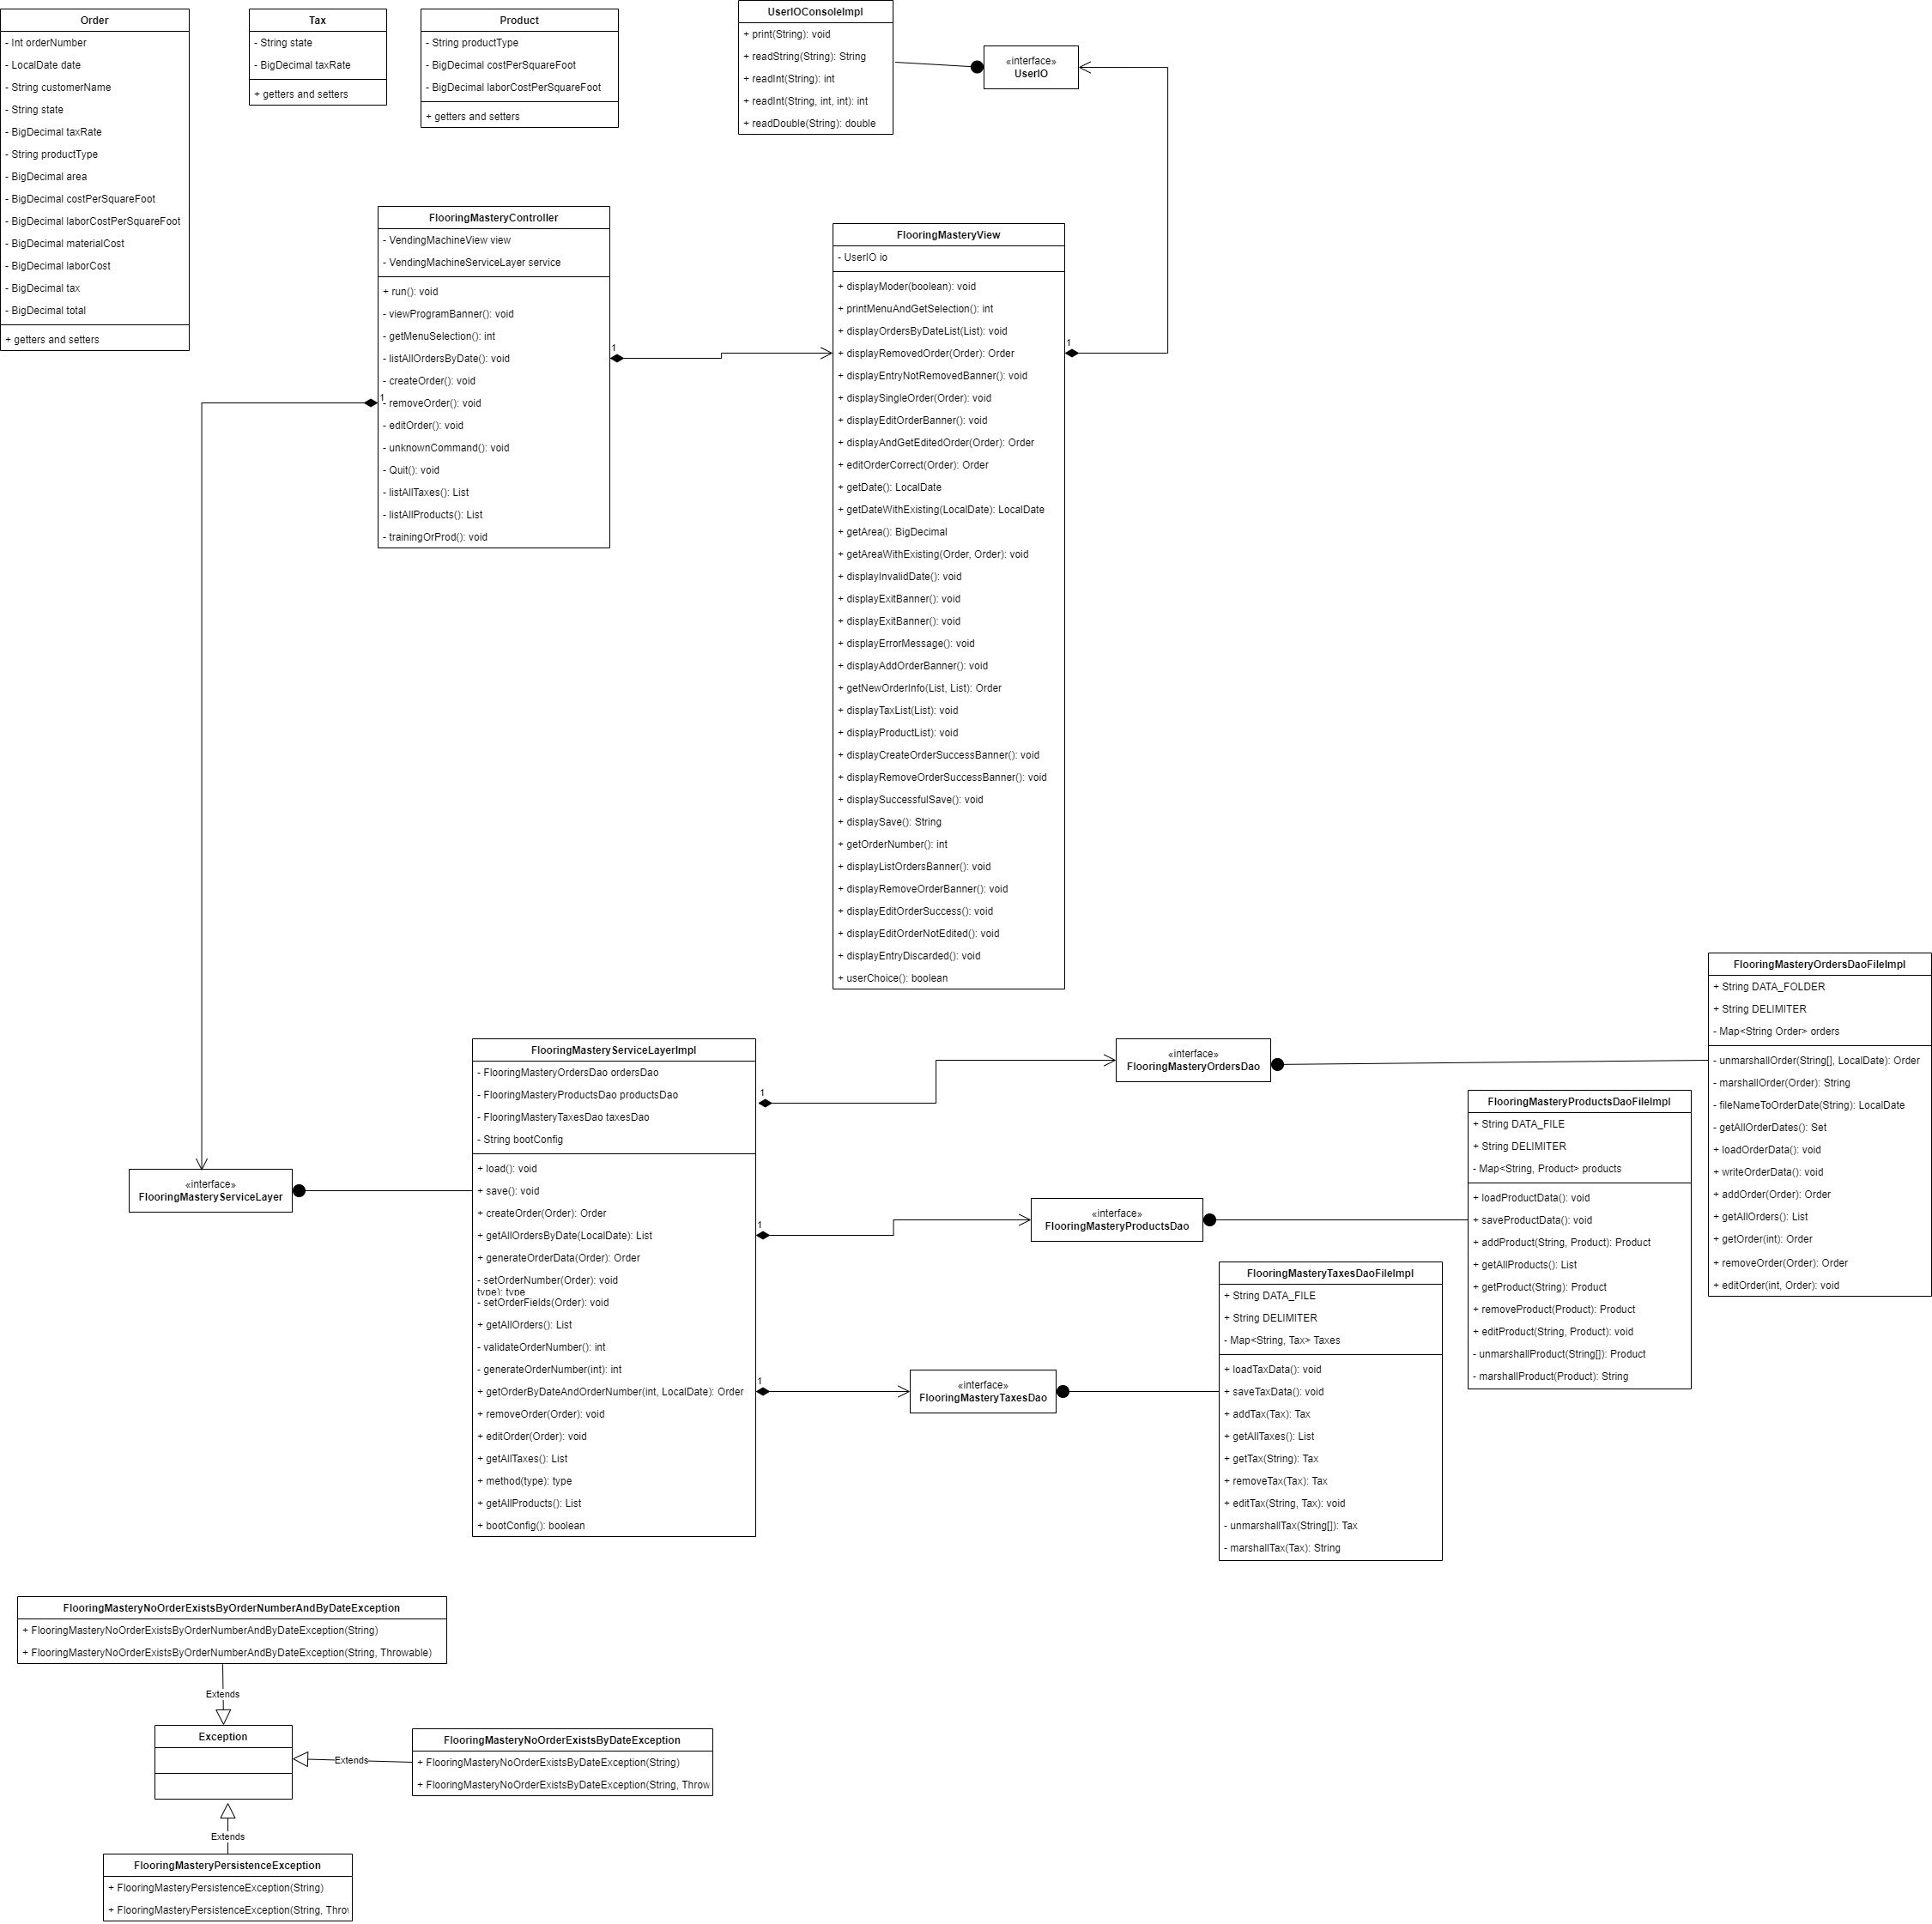 Order
- Int orderNumber
- LocalDate date
- String customerName
- String state
- BigDecimal taxRate
- String productType
- BigDecimal area
- BigDecimal costPerSquareFoot
- BigDecimal laborCostPerSquareFoot
- BigDecimal materialCost
- BigDecimal laborCost
- BigDecimal tax
- BigDecimal total
+ getters and setters
Tax
- String state
- BigDecimal taxRate
+ getters and setters
Product
- String productType
- BigDecimal costPerSquareFoot
- BigDecimal laborCostPerSquareFoot
+ getters and setters
UserIOConsoleImpl
+ print(String): void
+ readString(String): String
+ readInt(String): int
+ readInt(String, int, int): int
+ readDouble(String): double
«interface»
UserIO
FlooringMasteryController
- VendingMachineView view
- VendingMachineServiceLayer service
+ run(): void
- viewProgramBanner(): void
- getMenuSelection(): int
- listAllOrdersByDate(): void
- createOrder(): void
- removeOrder(): void
- editOrder(): void
- unknownCommand(): void
- Quit(): void
- listAllTaxes(): List
- listAllProducts(): List
- trainingOrProd(): void
1
1
FlooringMasteryView
- UserIO io
+ displayModer(boolean): void
+ printMenuAndGetSelection(): int
+ displayOrdersByDateList(List): void
+ displayRemovedOrder(Order): Order
+ displayEntryNotRemovedBanner(): void
+ displaySingleOrder(Order): void
+ displayEditOrderBanner(): void
+ displayAndGetEditedOrder(Order): Order
+ editOrderCorrect(Order): Order
+ getDate(): LocalDate
+ getDateWithExisting(LocalDate): LocalDate
+ getArea(): BigDecimal
+ getAreaWithExisting(Order, Order): void
+ displayInvalidDate(): void
+ displayExitBanner(): void
+ displayExitBanner(): void
+ displayErrorMessage(): void
+ displayAddOrderBanner(): void
+ getNewOrderInfo(List, List): Order
+ displayTaxList(List): void
+ displayProductList): void
+ displayCreateOrderSuccessBanner(): void
+ displayRemoveOrderSuccessBanner(): void
+ displaySuccessfulSave(): void
+ displaySave(): String
+ getOrderNumber(): int
+ displayListOrdersBanner(): void
+ displayRemoveOrderBanner(): void
+ displayEditOrderSuccess(): void
+ displayEditOrderNotEdited(): void
+ displayEntryDiscarded(): void
+ userChoice(): boolean
1
«interface»
FlooringMasteryServiceLayer
FlooringMasteryServiceLayerImpl
- FlooringMasteryOrdersDao ordersDao
- FlooringMasteryProductsDao productsDao
- FlooringMasteryTaxesDao taxesDao
- String bootConfig
+ load(): void
+ save(): void
+ createOrder(Order): Order
+ getAllOrdersByDate(LocalDate): List
+ generateOrderData(Order): Order
- setOrderNumber(Order): void
type): type
- setOrderFields(Order): void
+ getAllOrders(): List
- validateOrderNumber(): int
- generateOrderNumber(int): int
+ getOrderByDateAndOrderNumber(int, LocalDate): Order
+ removeOrder(Order): void
+ editOrder(Order): void
+ getAllTaxes(): List
+ method(type): type
+ getAllProducts(): List
+ bootConfig(): boolean
1
1
1
«interface»
FlooringMasteryOrdersDao
«interface»
FlooringMasteryProductsDao
«interface»
FlooringMasteryTaxesDao
FlooringMasteryOrdersDaoFileImpl
+ String DATA_FOLDER
+ String DELIMITER
- Map<String Order> orders
- unmarshallOrder(String[], LocalDate): Order
- marshallOrder(Order): String
- fileNameToOrderDate(String): LocalDate
- getAllOrderDates(): Set
+ loadOrderData(): void
+ writeOrderData(): void
+ addOrder(Order): Order
+ getAllOrders(): List
+ getOrder(int): Order
+ removeOrder(Order): Order
+ editOrder(int, Order): void
FlooringMasteryProductsDaoFileImpl
+ String DATA_FILE
+ String DELIMITER
- Map<String, Product> products
+ loadProductData(): void
+ saveProductData(): void
+ addProduct(String, Product): Product
+ getAllProducts(): List
+ getProduct(String): Product
+ removeProduct(Product): Product
+ editProduct(String, Product): void
- unmarshallProduct(String[]): Product
- marshallProduct(Product): String
FlooringMasteryTaxesDaoFileImpl
+ String DATA_FILE
+ String DELIMITER
- Map<String, Tax> Taxes
+ loadTaxData(): void
+ saveTaxData(): void
+ addTax(Tax): Tax
+ getAllTaxes(): List
+ getTax(String): Tax
+ removeTax(Tax): Tax
+ editTax(String, Tax): void
- unmarshallTax(String[]): Tax
- marshallTax(Tax): String
FlooringMasteryNoOrderExistsByOrderNumberAndByDateException
+ FlooringMasteryNoOrderExistsByOrderNumberAndByDateException(String)
+ FlooringMasteryNoOrderExistsByOrderNumberAndByDateException(String, Throwable)
Extends
Exception
Extends
FlooringMasteryNoOrderExistsByDateException
+ FlooringMasteryNoOrderExistsByDateException(String)
+ FlooringMasteryNoOrderExistsByDateException(String, Throw
Extends
FlooringMasteryPersistenceException
+ FlooringMasteryPersistenceException(String)
+ FlooringMasteryPersistenceException(String, Throw